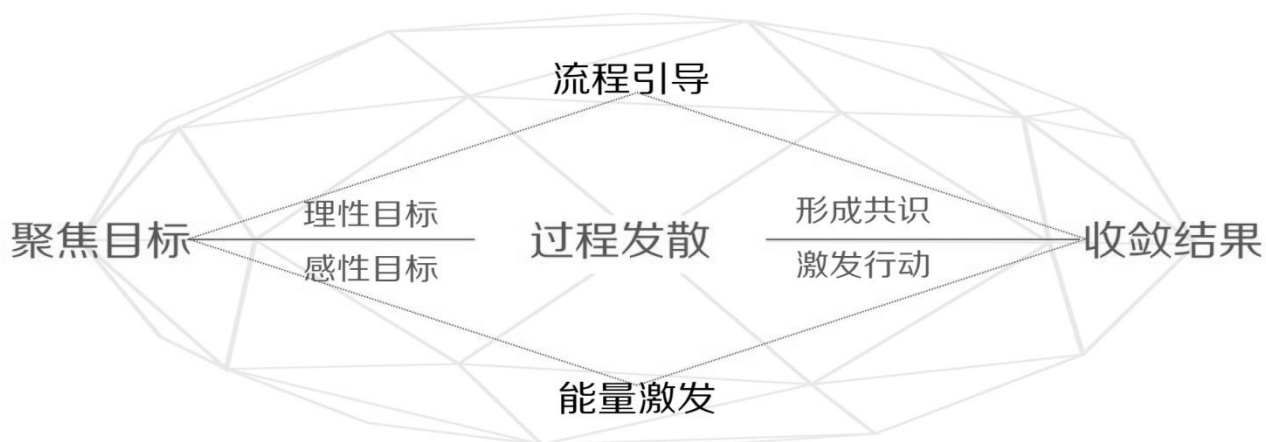 流程引导
理性目标
形成共识
聚焦目标
过程发散
收敛结果
感性目标
激发行动
能量激发